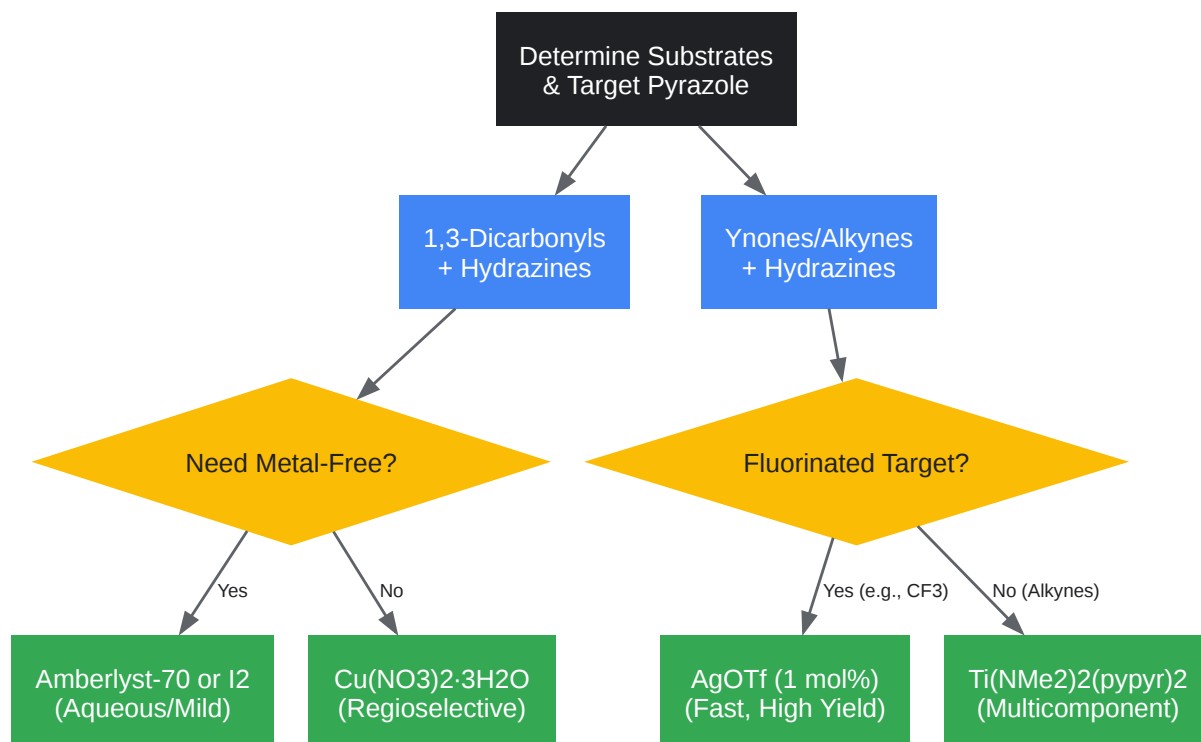 Determine Substrates
& Target Pyrazole
1,3-Dicarbonyls
+ Hydrazines
Ynones/Alkynes
+ Hydrazines
Need Metal-Free?
Fluorinated Target?
Yes
No
Yes (e.g., CF3)
No (Alkynes)
Amberlyst-70 or I2
(Aqueous/Mild)
Cu(NO3)2·3H2O
(Regioselective)
AgOTf (1 mol%)
(Fast, High Yield)
Ti(NMe2)2(pypyr)2
(Multicomponent)